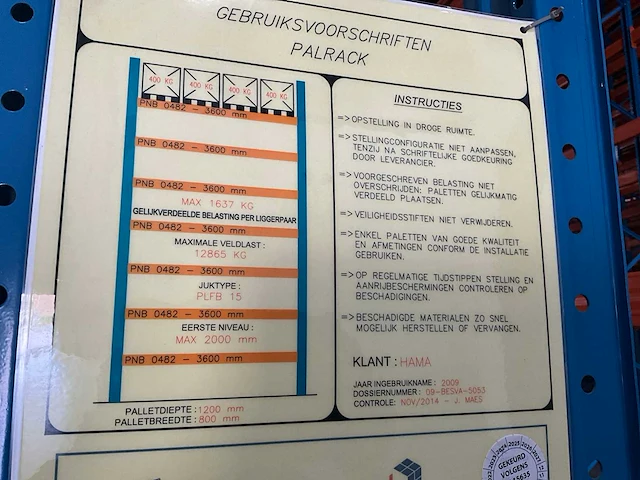 GEBRUIKSVOORSCHRIFTEN
PALRACK
400 KG 400 KG 400 KG 400 KG
PNB 0482 - 3600 mm
PNB 0482 - 3600 mm
PNB 0482 - 3600 mm
MAX 1637 KG
GELIJKVERDEELDE BELASTING PER LIGGERPAAR
PNB 0482 - 3600 mm
MAXIMALE VELDLAST :
12865 KG
PNB 0482 - 3600 mm
JUKTYPE :
PLFB 15
PNB 0482 - 3600 mm
EERSTE NIVEAU :
MAX 2000 mm
PNB 0482 - 3600 mm
PALLETDIEPTE : 1200 mm
PALLETBREEDTE : 800 mm
INSTRUCTIES
=> OPSTELLING IN DROGE RUIMTE.
=> STELLINGCONFIGURATIE NIET AANPASSEN,
TENZIJ NA SCHRIFTELIJKE GOEDKEURING
DOOR LEVERANCIER.
=> VOORGESCHREVEN BELASTING NIET
OVERSCHRIJDEN: PALETTEN GELIJKMATIG
VERDEELD PLAATSEN.
=> VEILIGHEIDSSTIFTEN NIET VERWIJDEREN.
=> ENKEL PALETTEN VAN GOEDE KWALITEIT
EN AFMETINGEN CONFORM DE INSTALLATIE
GEBRUIKEN.
=> OP REGELMATIGE TIJDSTIPPEN STELLING EN
AANRIJBESCHERMINGEN CONTROLEREN OP
BESCHADIGINGEN.
=> BESCHADIGDE MATERIALEN ZO SNEL
MOGELIJK HERSTELLEN OF VERVANGEN.
KLANT : HAMA
JAAR INGEBRUIKNAME : 2009
DOSSIERNUMMER : 09-BESVA-5053
CONTROLE: NOV/2014 - J. MAES
GEKEURD
VOLGENS